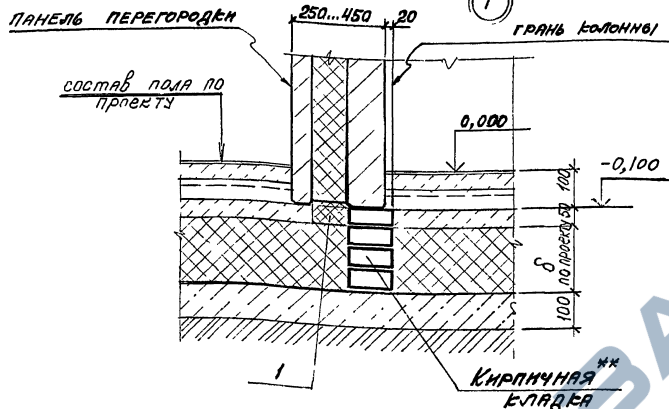 ПАНЕЛЬ ПЕРЕГОРОДКИ
250...450
20
ГРАНЬ КОЛОННЫ
СОСТАВ ПОЛА ПО
ПРОЕКТУ
0,000
-0,100
100
50
δ
по проекту
100
1
КИРПИЧНАЯ**
КЛАДКА